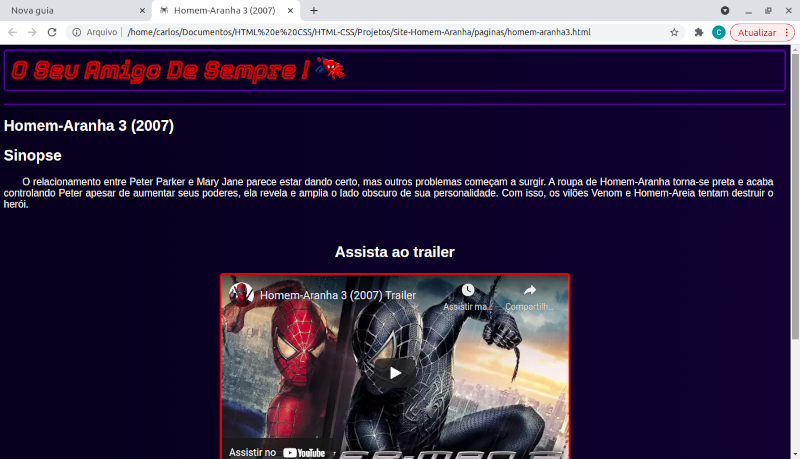 Nova guia
Homem-Aranha 3 (2007)
Arquivo
/home/carlos/Documentos/HTML%20e%20CSS/HTML-CSS/Projetos/Site-Homem-Aranha/paginas/homem-aranha3.html
C
Atualizar
O Seu Amigo De Sempre !
Homem-Aranha 3 (2007)
Sinopse
O relacionamento entre Peter Parker e Mary Jane parece estar dando certo, mas outros problemas começam a surgir. A roupa de Homem-Aranha torna-se preta e acaba
controlando Peter apesar de aumentar seus poderes, ela revela e amplia o lado obscuro de sua personalidade. Com isso, os vilões Venom e Homem-Areia tentam destruir o
herói.
Assista ao trailer
Homem-Aranha 3 (2007) Trailer
Assistir ma...
Compartilh...
Assistir no YouTube